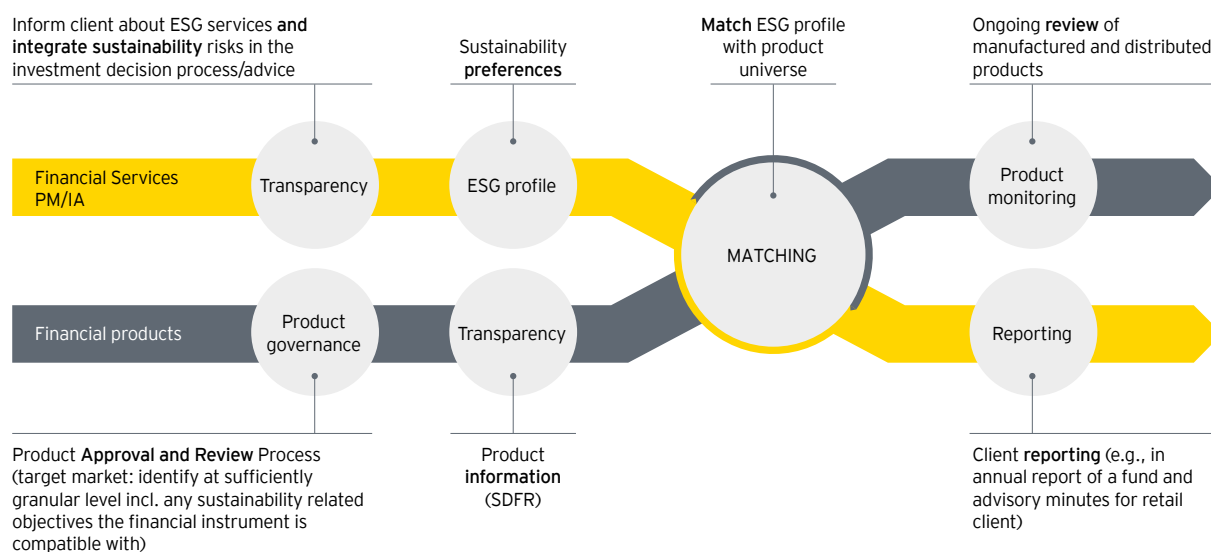 Inform client about ESG services and
integrate sustainability risks in the
investment decision process/advice
Sustainability
preferences
Match ESG profile
with product
universe
Ongoing review of
manufactured and distributed
products
Financial Services
PM/IA
Transparency
ESG profile
MATCHING
Product
monitoring
Financial products
Product
governance
Transparency
Reporting
Product Approval and Review Process
(target market: identify at sufficiently
granular level incl. any sustainability related
objectives the financial instrument is
compatible with)
Product
information
(SDFR)
Client reporting (e.g., in
annual report of a fund and
advisory minutes for retail
client)